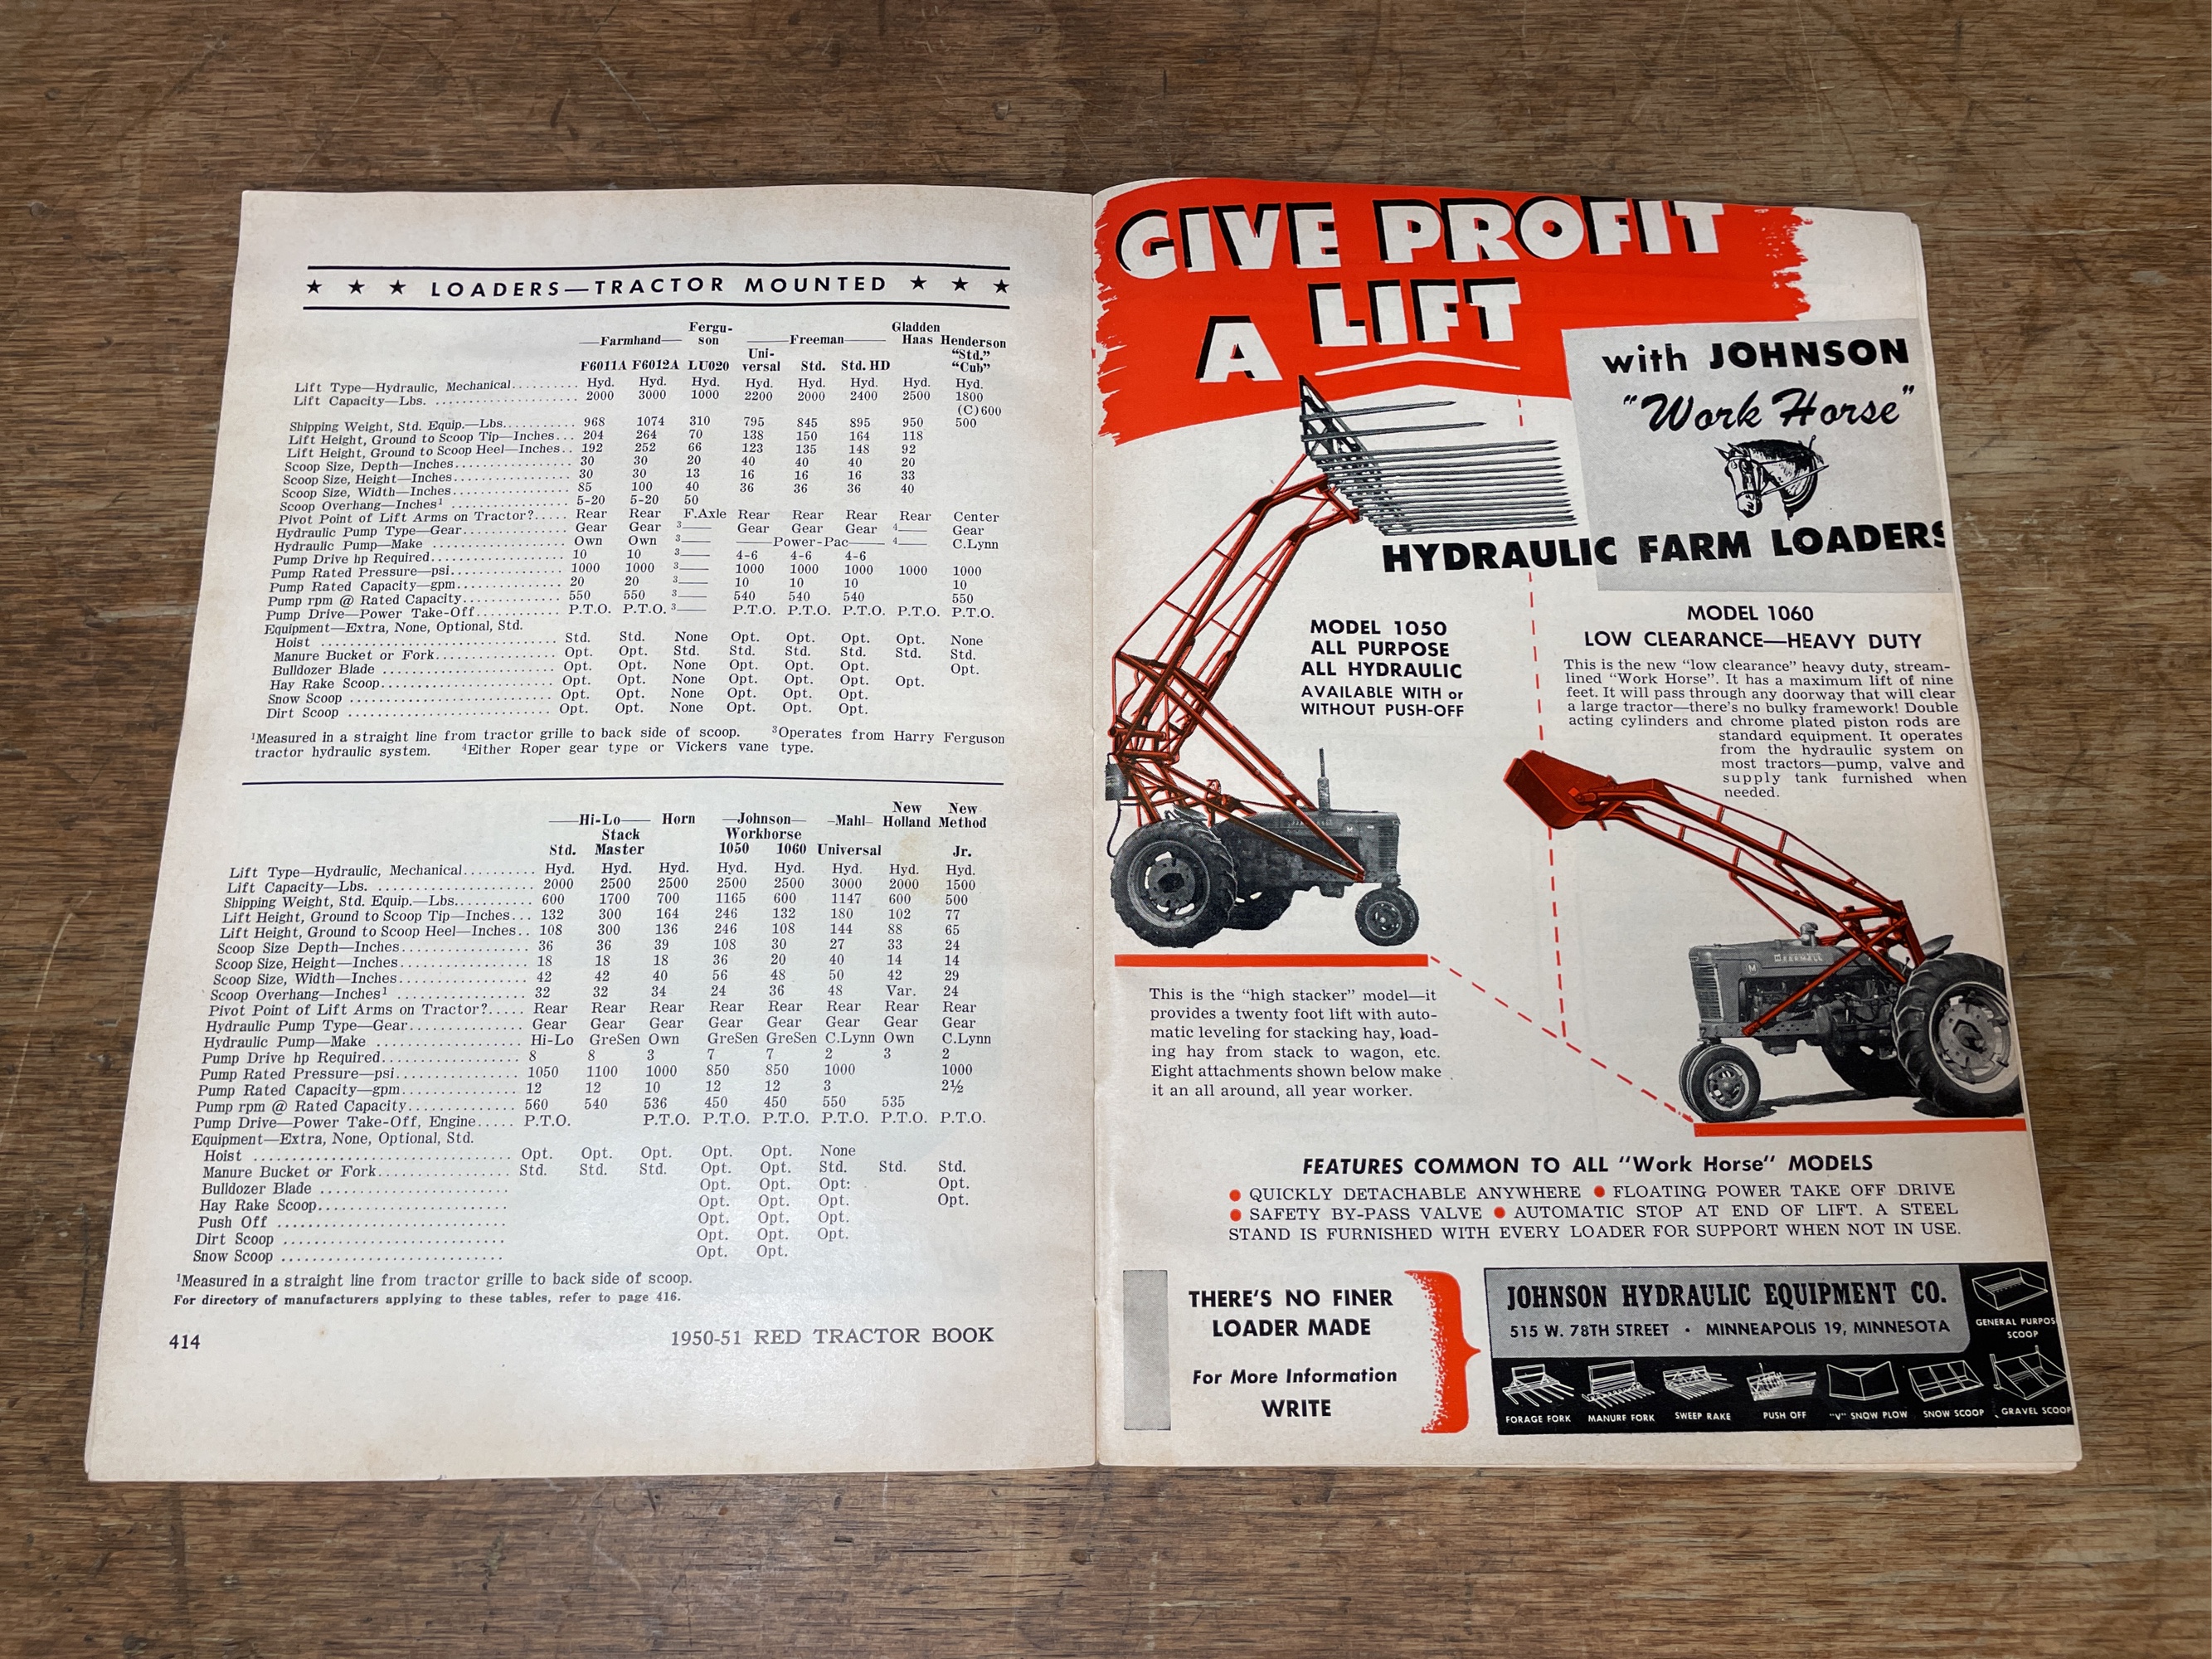 ★ ★ ★ LOADERS—TRACTOR MOUNTED ★ ★ ★
Fergu- Gladden
—Farmhand— son ——Freeman—— Haas Henderson
Uni- "Std."
F6011A F6012A LU020 versal Std. Std. HD "Cub"
Lift Type—Hydraulic, Mechanical.......... Hyd. Hyd. Hyd. Hyd. Hyd. Hyd. Hyd. Hyd.
Lift Capacity—Lbs. .......... 2000 3000 1000 2200 2000 2400 2500 1800
(C)600
Shipping Weight, Std. Equip.—Lbs.......... 968 1074 310 795 845 895 950 500
Lift Height, Ground to Scoop Tip—Inches... 204 264 70 138 150 164 118
Lift Height, Ground to Scoop Heel—Inches.. 192 252 66 123 135 148 92
Scoop Size, Depth—Inches.......... 30 30 20 40 40 40 20
Scoop Size, Height—Inches.......... 30 30 13 16 16 16 33
Scoop Size, Width—Inches.......... 85 100 40 36 36 36 40
Scoop Overhang—Inches¹ .......... 5-20 5-20 50
Pivot Point of Lift Arms on Tractor?..... Rear Rear F.Axle Rear Rear Rear Rear Center
Hydraulic Pump Type—Gear.......... Gear Gear ³—— Gear Gear Gear ⁴—— Gear
Hydraulic Pump—Make .......... Own Own ³—— ——Power-Pac—— ⁴—— C.Lynn
Pump Drive hp Required.......... 10 10 ³—— 4-6 4-6 4-6
Pump Rated Pressure—psi.......... 1000 1000 ³—— 1000 1000 1000 1000 1000
Pump Rated Capacity—gpm.......... 20 20 ³—— 10 10 10 10
Pump rpm @ Rated Capacity.......... 550 550 ³—— 540 540 540 550
Pump Drive—Power Take-Off.......... P.T.O. P.T.O. ³—— P.T.O. P.T.O. P.T.O. P.T.O. P.T.O.
Equipment—Extra, None, Optional, Std.
Hoist .......... Std. Std. None Opt. Opt. Opt. Opt. None
Manure Bucket or Fork.......... Opt. Opt. Std. Std. Std. Std. Std. Std.
Bulldozer Blade .......... Opt. Opt. None Opt. Opt. Opt. Opt.
Hay Rake Scoop.......... Opt. Opt. None Opt. Opt. Opt. Opt.
Snow Scoop .......... Opt. Opt. None Opt. Opt. Opt.
Dirt Scoop .......... Opt. Opt. None Opt. Opt. Opt.
¹Measured in a straight line from tractor grille to back side of scoop. ³Operates from Harry Ferguson
tractor hydraulic system. ⁴Either Roper gear type or Vickers vane type.
New New
——Hi-Lo—— Horn —Johnson— –Mahl– Holland Method
Stack Workhorse
Std. Master 1050 1060 Universal Jr.
Lift Type—Hydraulic, Mechanical.......... Hyd. Hyd. Hyd. Hyd. Hyd. Hyd. Hyd. Hyd.
Lift Capacity—Lbs. .......... 2000 2500 2500 2500 2500 3000 2000 1500
Shipping Weight, Std. Equip.—Lbs.......... 600 1700 700 1165 600 1147 600 500
Lift Height, Ground to Scoop Tip—Inches... 132 300 164 246 132 180 102 77
Lift Height, Ground to Scoop Heel—Inches.. 108 300 136 246 108 144 88 65
Scoop Size Depth—Inches.......... 36 36 39 108 30 27 33 24
Scoop Size, Height—Inches.......... 18 18 18 36 20 40 14 14
Scoop Size, Width—Inches.......... 42 42 40 56 48 50 42 29
Scoop Overhang—Inches¹ .......... 32 32 34 24 36 48 Var. 24
Pivot Point of Lift Arms on Tractor?..... Rear Rear Rear Rear Rear Rear Rear Rear
Hydraulic Pump Type—Gear.......... Gear Gear Gear Gear Gear Gear Gear Gear
Hydraulic Pump—Make .......... Hi-Lo GreSen Own GreSen GreSen C.Lynn Own C.Lynn
Pump Drive hp Required.......... 8 8 3 7 7 2 3 2
Pump Rated Pressure—psi.......... 1050 1100 1000 850 850 1000 1000
Pump Rated Capacity—gpm.......... 12 12 10 12 12 3 2½
Pump rpm @ Rated Capacity.......... 560 540 536 450 450 550 535
Pump Drive—Power Take-Off, Engine..... P.T.O. P.T.O. P.T.O. P.T.O. P.T.O. P.T.O. P.T.O.
Equipment—Extra, None, Optional, Std.
Hoist .......... Opt. Opt. Opt. Opt. Opt. None
Manure Bucket or Fork.......... Std. Std. Std. Opt. Opt. Std. Std. Std.
Bulldozer Blade .......... Opt. Opt. Opt: Opt.
Hay Rake Scoop.......... Opt. Opt. Opt. Opt.
Push Off .......... Opt. Opt. Opt.
Dirt Scoop .......... Opt. Opt. Opt.
Snow Scoop .......... Opt. Opt.
¹Measured in a straight line from tractor grille to back side of scoop.
For directory of manufacturers applying to these tables, refer to page 416.
414 1950-51 RED TRACTOR BOOK
GIVE PROFIT
A LIFT
with JOHNSON
"Work Horse"
HYDRAULIC FARM LOADERS
MODEL 1050
ALL PURPOSE
ALL HYDRAULIC
AVAILABLE WITH or
WITHOUT PUSH-OFF
MODEL 1060
LOW CLEARANCE—HEAVY DUTY
This is the new "low clearance" heavy duty, stream-
lined "Work Horse". It has a maximum lift of nine
feet. It will pass through any doorway that will clear
a large tractor—there's no bulky framework! Double
acting cylinders and chrome plated piston rods are
standard equipment. It operates
from the hydraulic system on
most tractors—pump, valve and
supply tank furnished when
needed.
This is the "high stacker" model—it
provides a twenty foot lift with auto-
matic leveling for stacking hay, load-
ing hay from stack to wagon, etc.
Eight attachments shown below make
it an all around, all year worker.
M FARMALL
FEATURES COMMON TO ALL "Work Horse" MODELS
● QUICKLY DETACHABLE ANYWHERE ● FLOATING POWER TAKE OFF DRIVE
● SAFETY BY-PASS VALVE ● AUTOMATIC STOP AT END OF LIFT. A STEEL
STAND IS FURNISHED WITH EVERY LOADER FOR SUPPORT WHEN NOT IN USE.
THERE'S NO FINER
LOADER MADE
For More Information
WRITE
JOHNSON HYDRAULIC EQUIPMENT CO.
515 W. 78TH STREET • MINNEAPOLIS 19, MINNESOTA
GENERAL PURPOS
SCOOP
FORAGE FORK MANURE FORK SWEEP RAKE PUSH OFF "V" SNOW PLOW SNOW SCOOP GRAVEL SCOOP